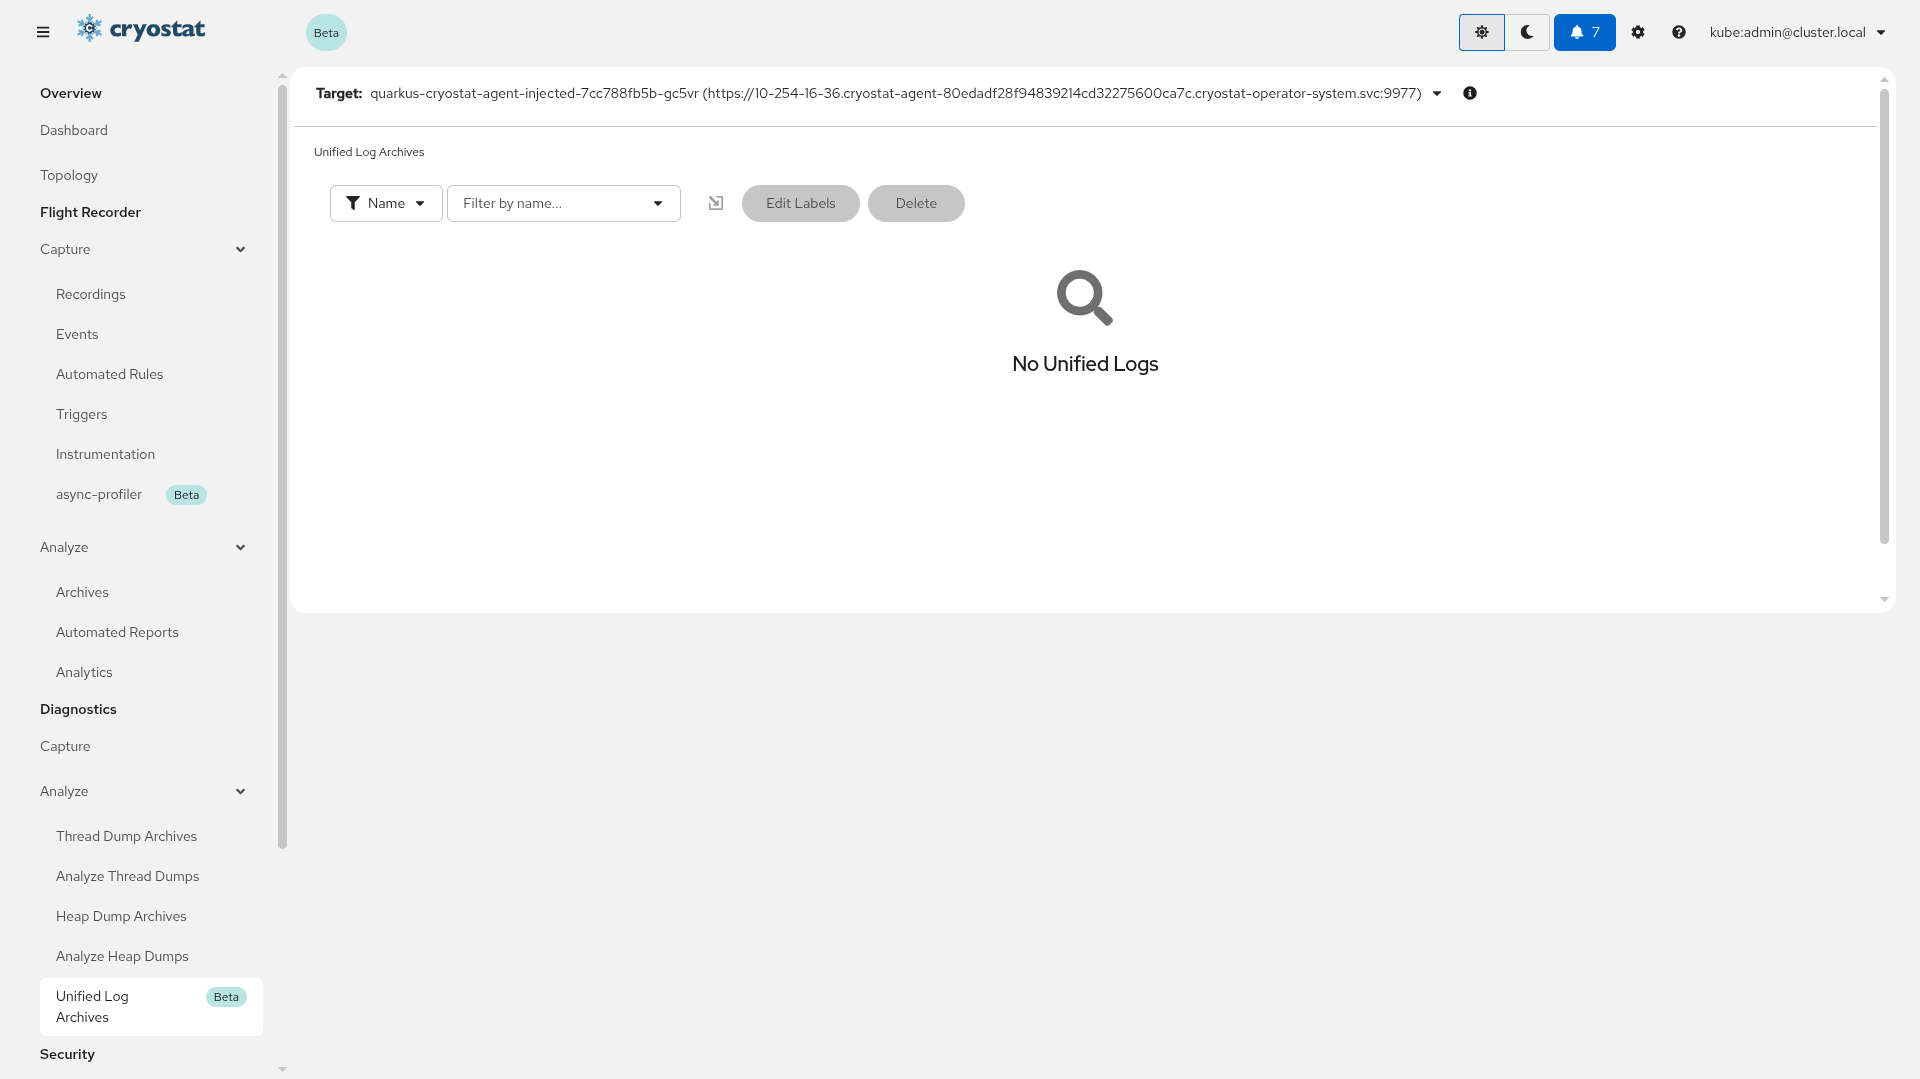 cryostat
Beta
7
kube:admin@cluster.local
Overview
Dashboard
Topology
Flight Recorder
Capture
Recordings
Events
Automated Rules
Triggers
Instrumentation
async-profiler Beta
Analyze
Archives
Automated Reports
Analytics
Diagnostics
Capture
Analyze
Thread Dump Archives
Analyze Thread Dumps
Heap Dump Archives
Analyze Heap Dumps
Unified Log Beta
Archives
Security
Target: quarkus-cryostat-agent-injected-7cc788fb5b-gc5vr (https://10-254-16-36.cryostat-agent-80edadf28f94839214cd32275600ca7c.cryostat-operator-system.svc:9977)
Unified Log Archives
Name Filter by name... Edit Labels Delete
No Unified Logs